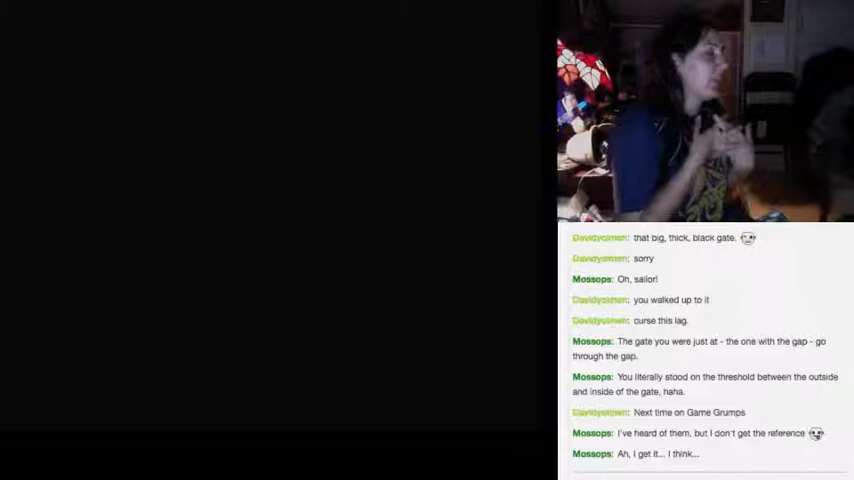 Davidyolmen: that big, thick, black gate.
Davidyolmen: sorry
Mossops: Oh, sailor!
Davidyolmen: you walked up to it
Davidyolmen: curse this lag.
Mossops: The gate you were just at - the one with the gap - go
through the gap.
Mossops: You literally stood on the threshold between the outside
and inside of the gate, haha.
Davidyolmen: Next time on Game Grumps
Mossops: I've heard of them, but I don't get the reference
Mossops: Ah, I get it... I think...